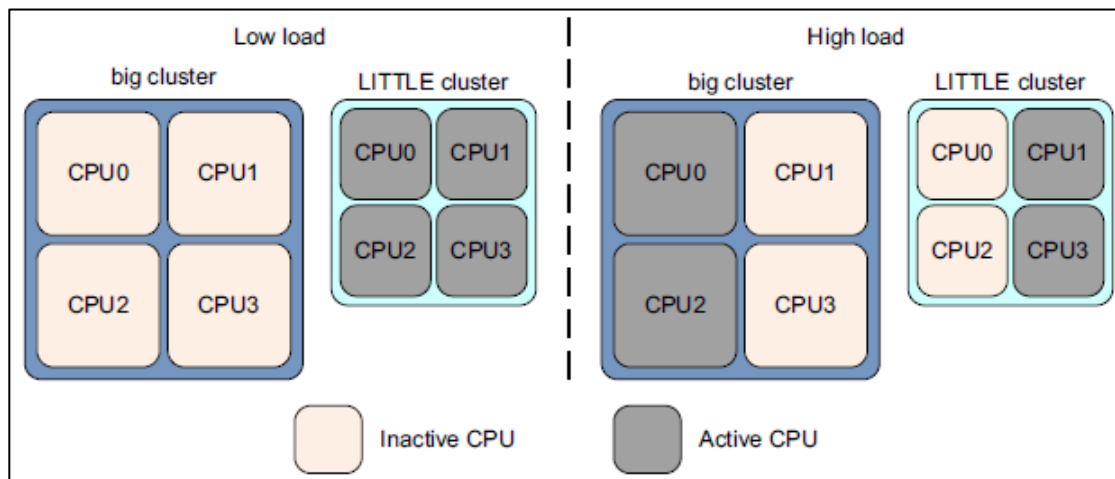 Low load
big cluster
LITTLE cluster
CPU0 CPU1
CPU2 CPU3
CPU0 CPU1
CPU2 CPU3
High load
big cluster
LITTLE cluster
CPU0 CPU1
CPU2 CPU3
CPU0 CPU1
CPU2 CPU3
Inactive CPU
Active CPU